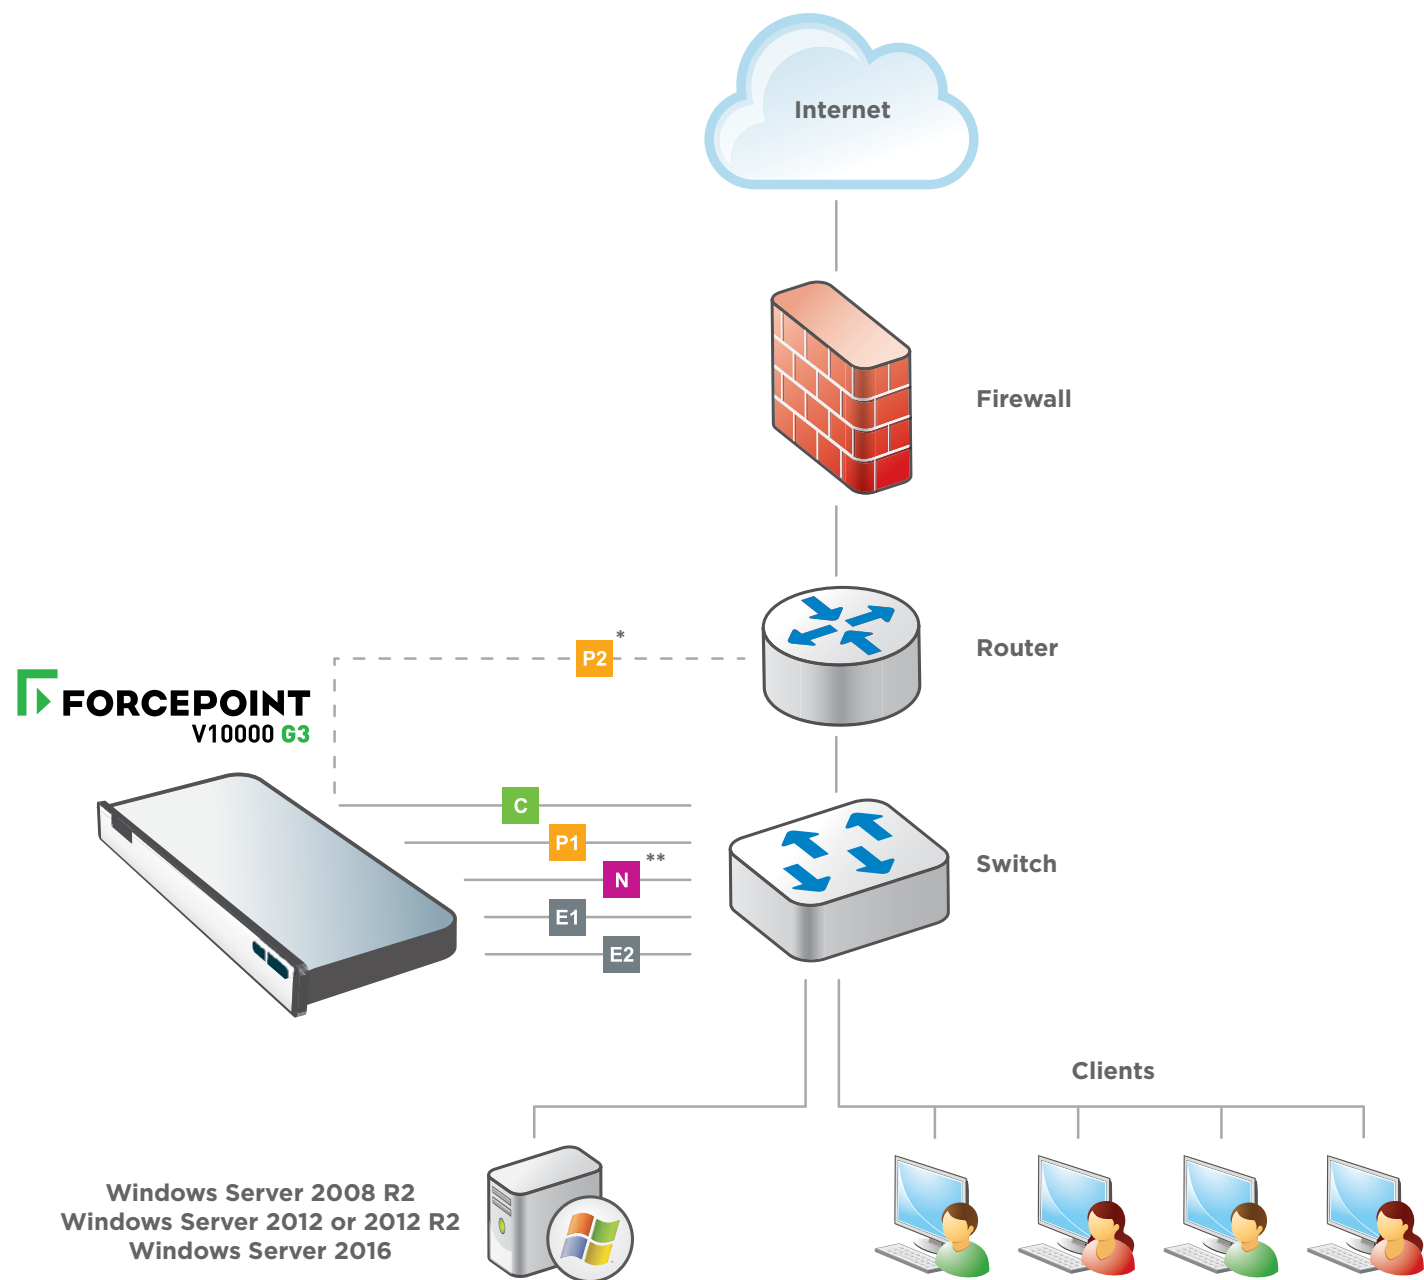 Internet
Firewall
P2 *
Router
FORCEPOINT
V10000 G3
C
P1
N **
E1
E2
Switch
Clients
Windows Server 2008 R2
Windows Server 2012 or 2012 R2
Windows Server 2016